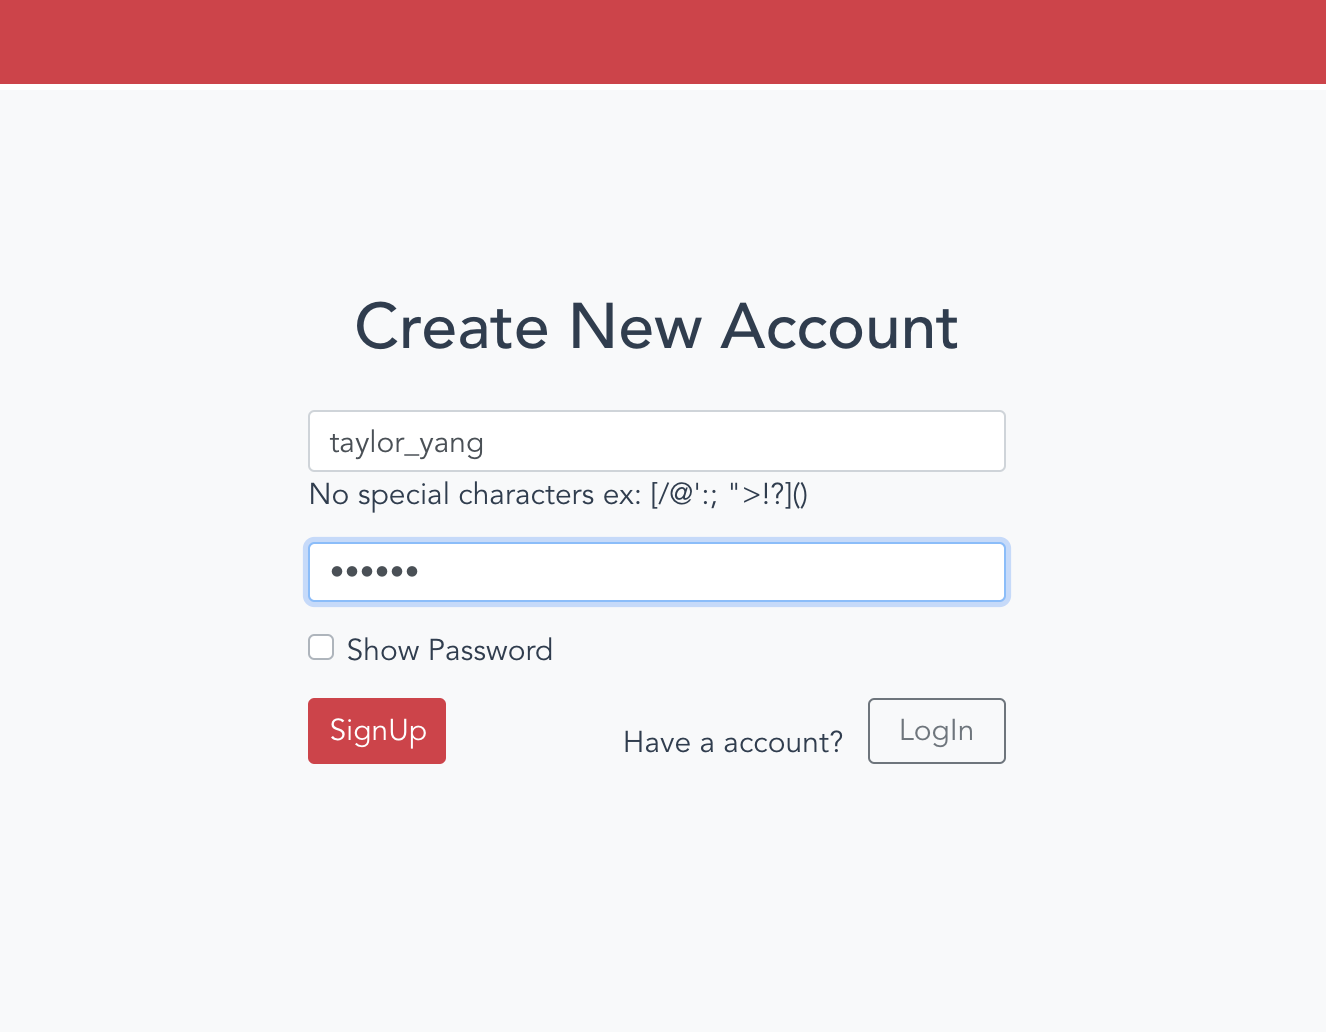 Create New Account
taylor_yang
No special characters ex: [/@':; ">!?]()
••••••
Show Password
SignUp
Have a account?
LogIn